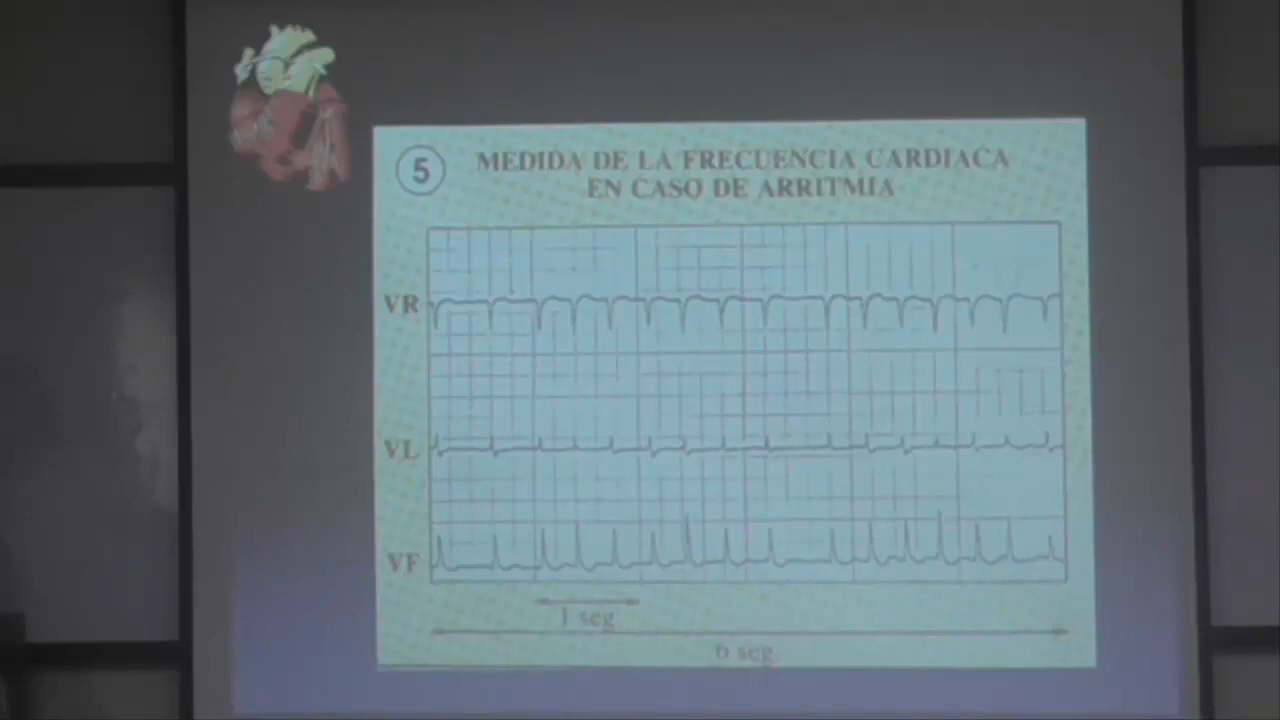 5
MEDIDA DE LA FRECUENCIA CARDIACA
EN CASO DE ARRITMIA
VR
VL
VF
1 seg
6 seg.